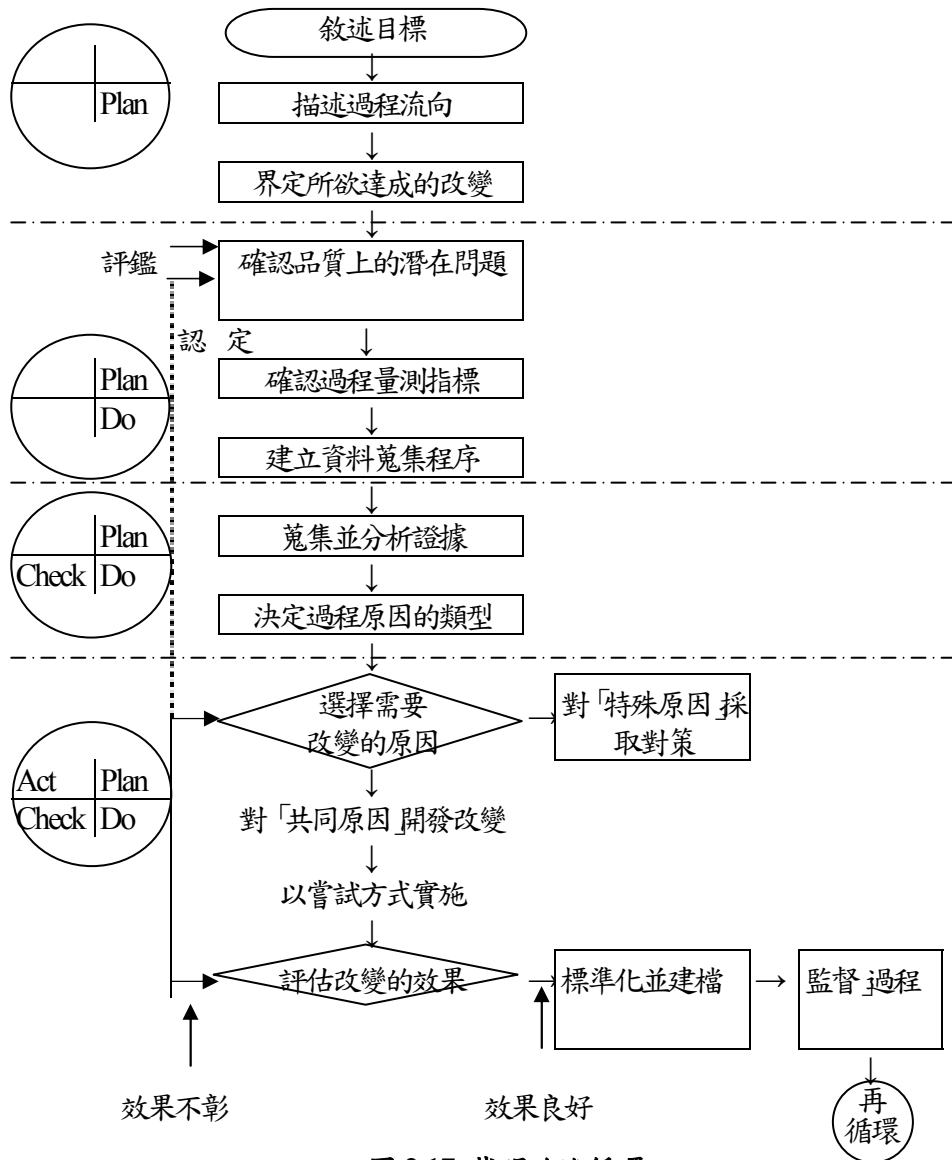 敘述目標
Plan
描述過程流向
界定所欲達成的改變
評鑑
確認品質上的潛在問題
認 定
Plan
Do
確認過程量測指標
建立資料蒐集程序
Plan
Check Do
蒐集並分析證據
決定過程原因的類型
選擇需要
改變的原因
對「特殊原因」採
取對策
Act Plan
Check Do
對「共同原因」開發改變
以嘗試方式實施
評估改變的效果
標準化並建檔
監督」過程
效果不彰
效果良好
再
循環